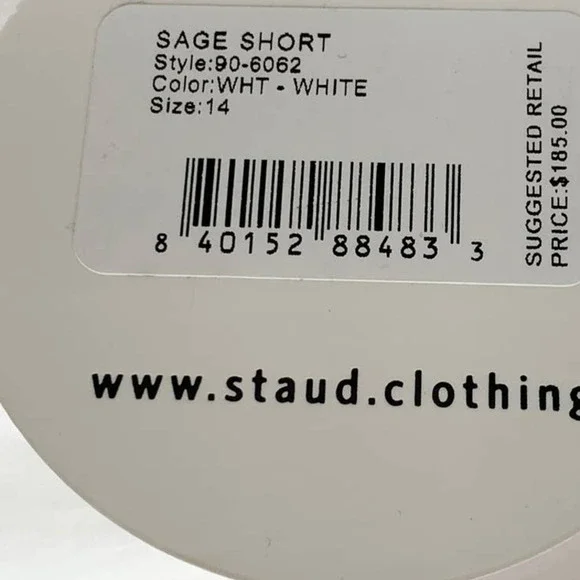 SAGE SHORT
Style:90-6062
Color:WHT - WHITE
Size:14
8 40152 88483 3
SUGGESTED RETAIL
PRICE:$185.00
www.staud.clothing